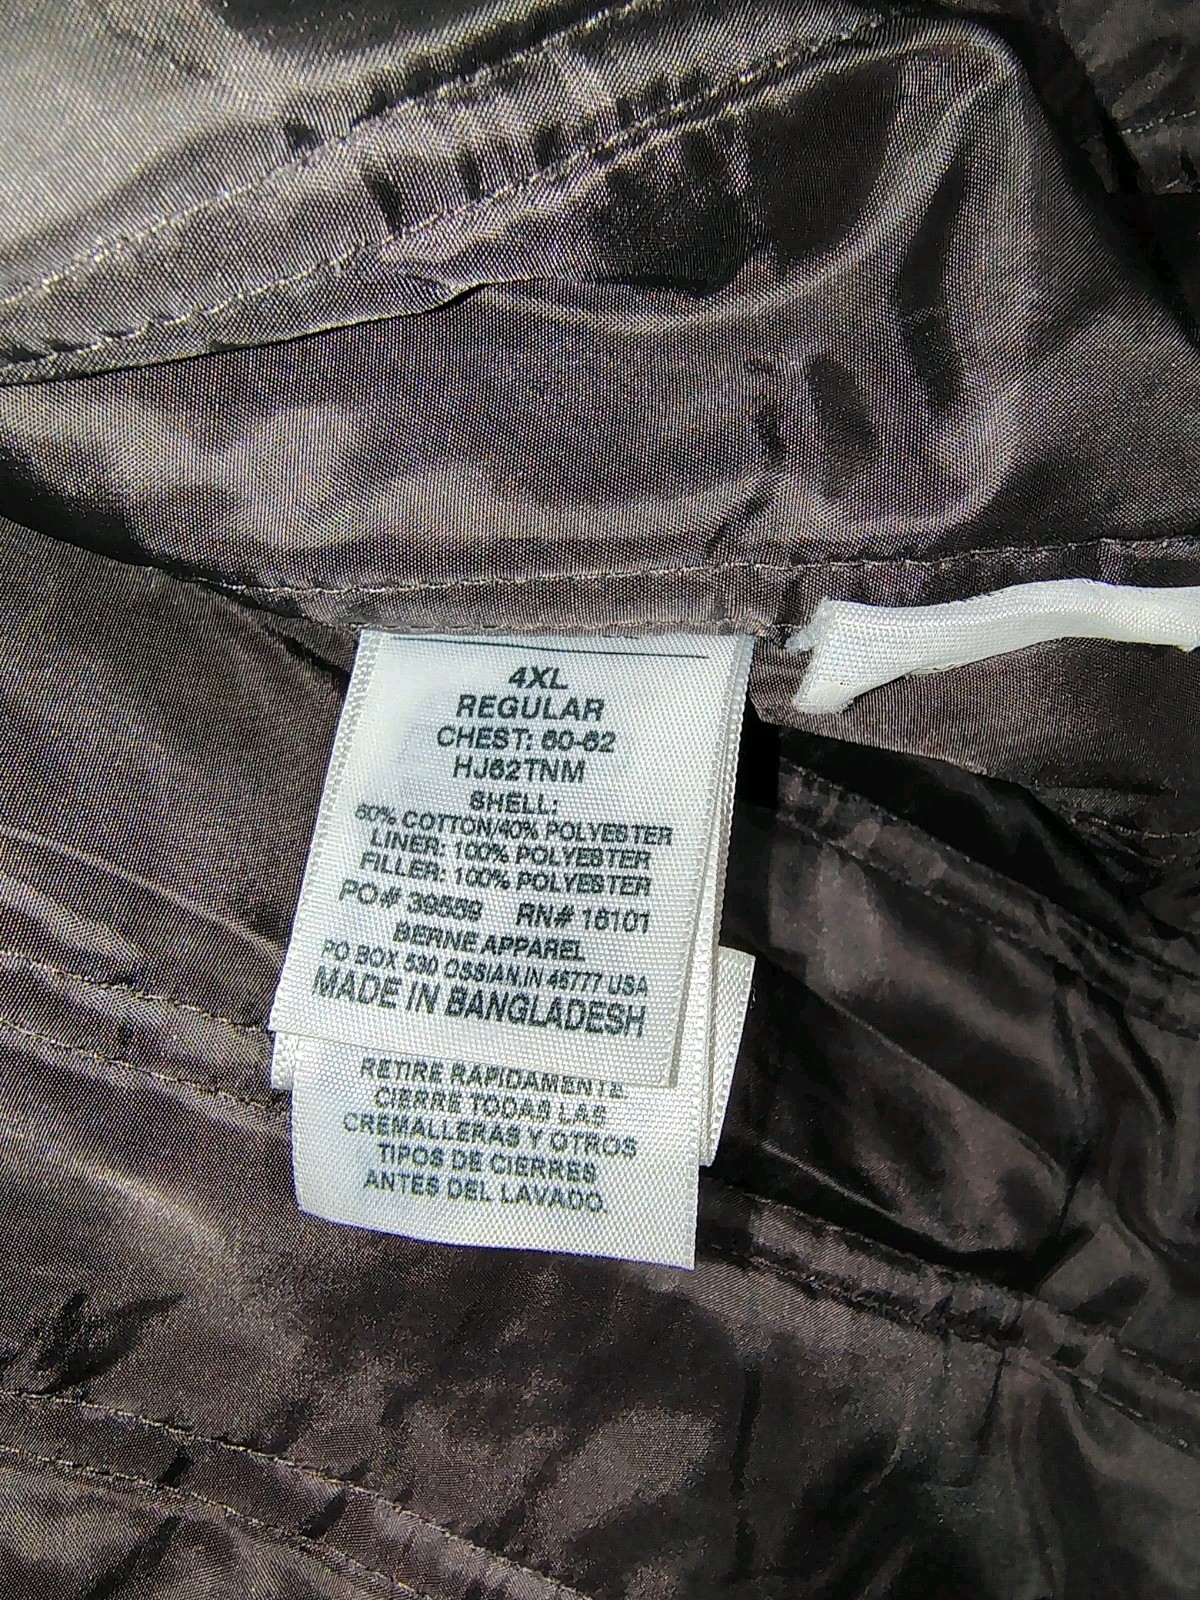 4XL
REGULAR
CHEST: 60-62
HJ62TNM
SHELL:
60% COTTON/40% POLYESTER
LINER: 100% POLYESTER
FILLER: 100% POLYESTER
PO# 39559 RN# 16101
BERNE APPAREL
PO BOX 530 OSSIAN, IN 46777 USA
MADE IN BANGLADESH
RETIRE RAPIDAMENTE.
CIERRE TODAS LAS
CREMALLERAS Y OTROS
TIPOS DE CIERRES
ANTES DEL LAVADO.